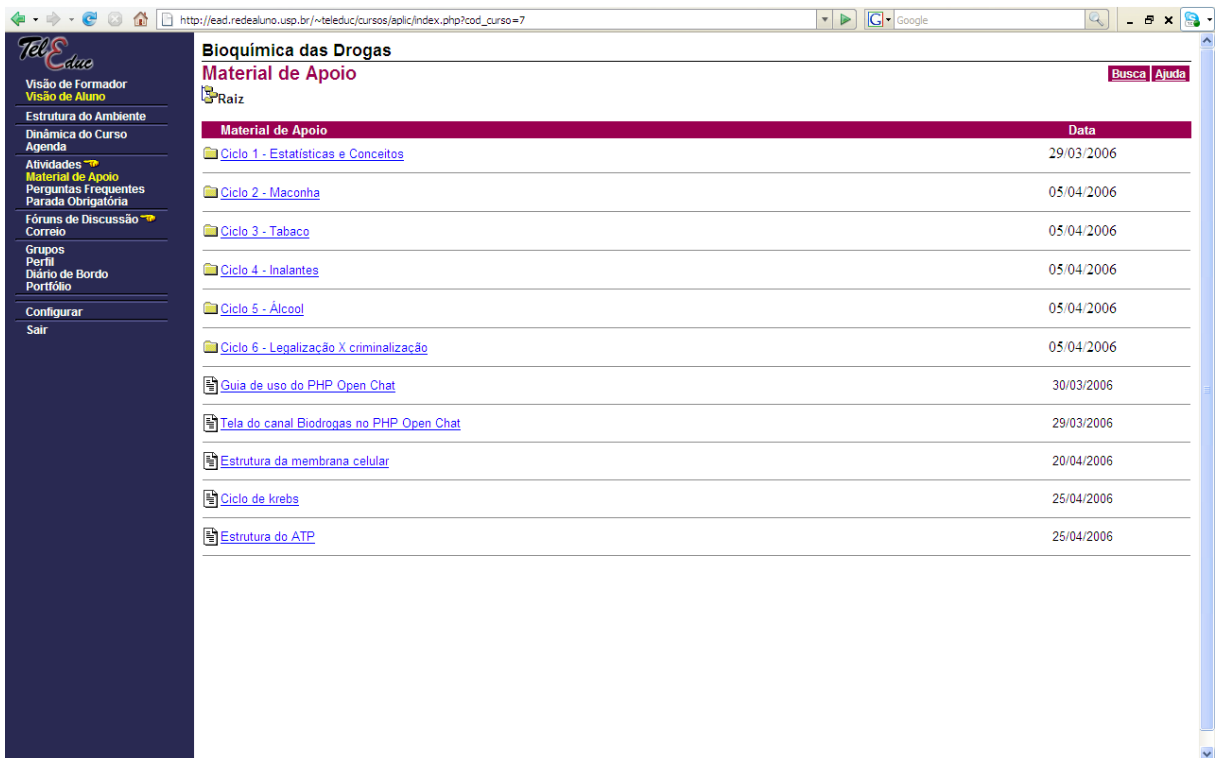 http://ead.redealuno.usp.br/~teleduc/cursos/aplic/index.php?cod_curso=7
Google
TelEduc
Visão de Formador
Visão de Aluno
Estrutura do Ambiente
Dinâmica do Curso
Agenda
Atividades
Material de Apoio
Perguntas Frequentes
Parada Obrigatória
Fóruns de Discussão
Correio
Grupos
Perfil
Diário de Bordo
Portfólio
Configurar
Sair
Bioquímica das Drogas
Material de Apoio
Busca Ajuda
Raiz
Material de Apoio Data
Ciclo 1 - Estatísticas e Conceitos 29/03/2006
Ciclo 2 - Maconha 05/04/2006
Ciclo 3 - Tabaco 05/04/2006
Ciclo 4 - Inalantes 05/04/2006
Ciclo 5 - Álcool 05/04/2006
Ciclo 6 - Legalização X criminalização 05/04/2006
Guia de uso do PHP Open Chat 30/03/2006
Tela do canal Biodrogas no PHP Open Chat 29/03/2006
Estrutura da membrana celular 20/04/2006
Ciclo de krebs 25/04/2006
Estrutura do ATP 25/04/2006